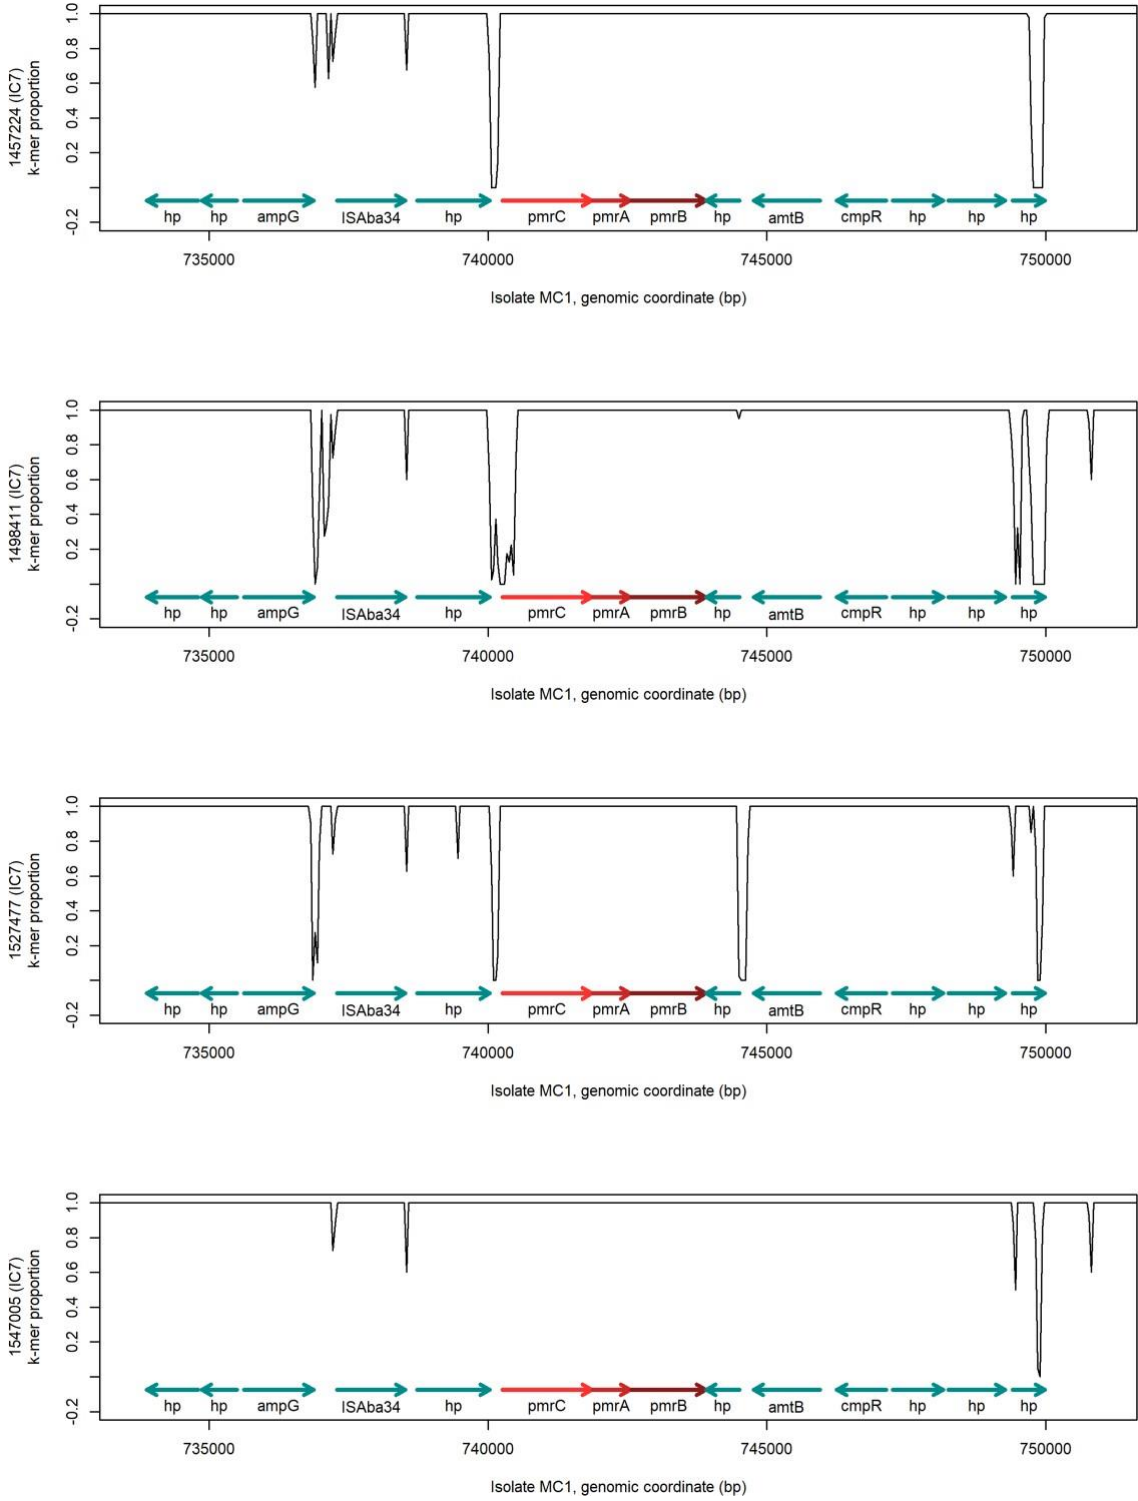 1457224 (IC7)
k-mer proportion
1.0
0.8
0.6
0.4
0.2
-0.2
hp hp ampG ISAba34 hp pmrC pmrA pmrB hp amtB cmpR hp hp hp
735000 740000 745000 750000
Isolate MC1, genomic coordinate (bp)
1498411 (IC7)
k-mer proportion
1.0
0.8
0.6
0.4
0.2
-0.2
hp hp ampG ISAba34 hp pmrC pmrA pmrB hp amtB cmpR hp hp hp
735000 740000 745000 750000
Isolate MC1, genomic coordinate (bp)
1527477 (IC7)
k-mer proportion
1.0
0.8
0.6
0.4
0.2
-0.2
hp hp ampG ISAba34 hp pmrC pmrA pmrB hp amtB cmpR hp hp hp
735000 740000 745000 750000
Isolate MC1, genomic coordinate (bp)
1547005 (IC7)
k-mer proportion
1.0
0.8
0.6
0.4
0.2
-0.2
hp hp ampG ISAba34 hp pmrC pmrA pmrB hp amtB cmpR hp hp hp
735000 740000 745000 750000
Isolate MC1, genomic coordinate (bp)